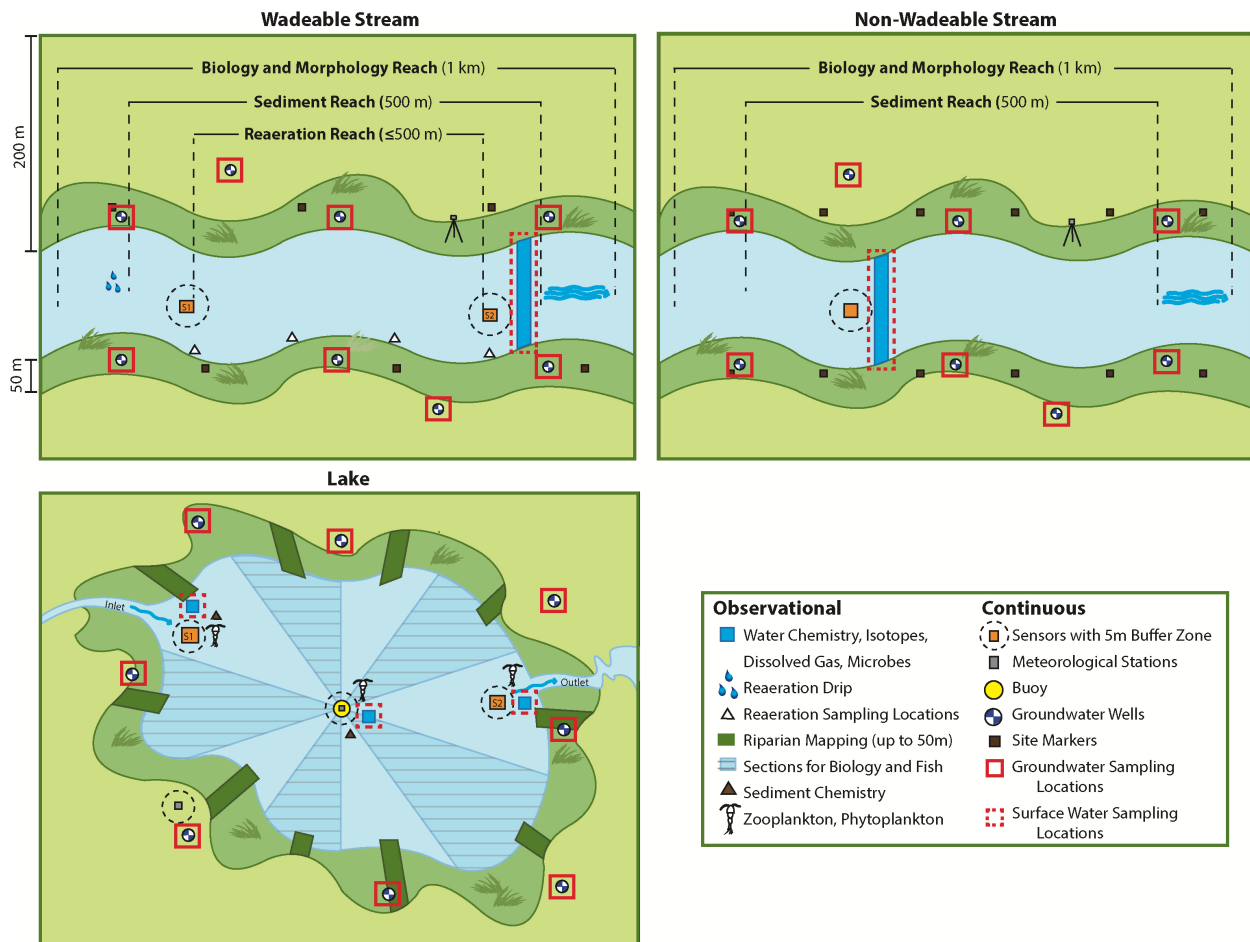 Wadeable Stream
Biology and Morphology Reach (1 km)
Sediment Reach (500 m)
Reaeration Reach (≤500 m)
200 m
50 m
S1
S2
Non-Wadeable Stream
Biology and Morphology Reach (1 km)
Sediment Reach (500 m)
Lake
Inlet
S1
S2
Outlet
Observational
Water Chemistry, Isotopes,
Dissolved Gas, Microbes
Reaeration Drip
Reaeration Sampling Locations
Riparian Mapping (up to 50m)
Sections for Biology and Fish
Sediment Chemistry
Zooplankton, Phytoplankton
Continuous
Sensors with 5m Buffer Zone
Meteorological Stations
Buoy
Groundwater Wells
Site Markers
Groundwater Sampling
Locations
Surface Water Sampling
Locations